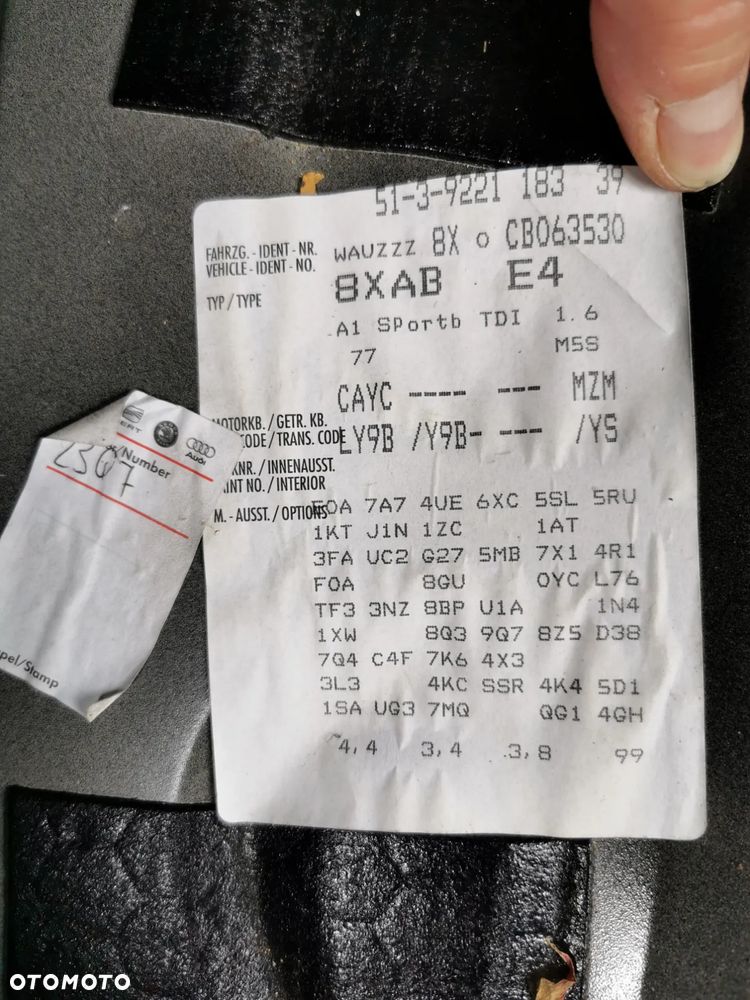 51-3-9221 183 39
FAHRZG. - IDENT - NR.
VEHICLE - IDENT - NO.
WAUZZZ 8X 0 CB063530
TYP / TYPE
8XAB E4
A1 SPortb TDI 1.6
77 M5S
MOTORKB. / GETR. KB.
CODE / TRANS. CODE
CAYC ---- --- MZM
LY9B /Y9B- --- /YS
KNR. / INNENAUSST.
INT NO. / INTERIOR
M. - AUSST. / OPTIONS
E0A 7A7 4UE 6XC 5SL 5RU
1KT J1N 1ZC 1AT
3FA UC2 G27 5MB 7X1 4R1
F0A 8GU 0YC L76
TF3 3NZ 8BP U1A 1N4
1XW 8Q3 9Q7 8Z5 D38
7Q4 C4F 7K6 4X3
3L3 4KC SSR 4K4 5D1
1SA UG3 7MQ QG1 4GH
4,4 3,4 3,8 99
Audi
Number
pel/Stamp
OTOMOTO